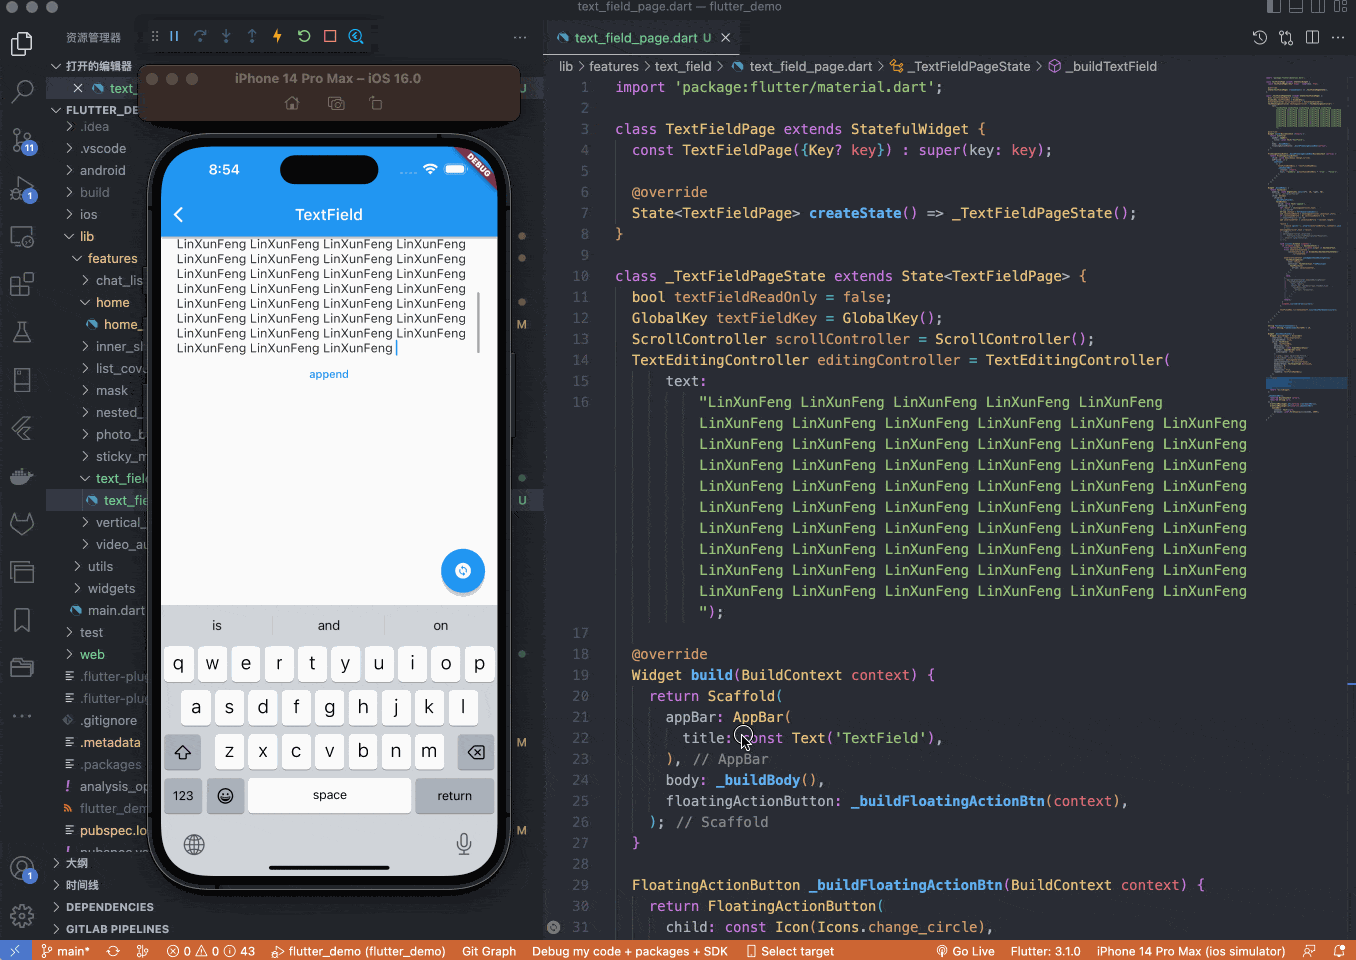 text_field_page.dart — flutter_demo
资源管理器
打开的编辑器
text_
FLUTTER_DE
.idea
.vscode
android
build
ios
lib
features
chat_lis
home
home_
M
inner_sh
list_cov
mask
nested_
photo_b
sticky_m
text_field
text_fie
U
vertical_
video_au
utils
widgets
main.dart
test
web
.flutter-plug
.flutter-plug
.gitignore
.metadata
M
.packages
analysis_op
flutter_demo
pubspec.lo
M
大纲
时间线
DEPENDENCIES
GITLAB PIPELINES
11
1
1
iPhone 14 Pro Max – iOS 16.0
8:54
DEBUG
TextField
LinXunFeng LinXunFeng LinXunFeng LinXunFeng
LinXunFeng LinXunFeng LinXunFeng LinXunFeng
LinXunFeng LinXunFeng LinXunFeng LinXunFeng
LinXunFeng LinXunFeng LinXunFeng LinXunFeng
LinXunFeng LinXunFeng LinXunFeng LinXunFeng
LinXunFeng LinXunFeng LinXunFeng LinXunFeng
LinXunFeng LinXunFeng LinXunFeng LinXunFeng
LinXunFeng LinXunFeng LinXunFeng
append
is and on
q w e r t y u i o p
a s d f g h j k l
z x c v b n m
123 space return
text_field_page.dart U
lib > features > text_field > text_field_page.dart > _TextFieldPageState > _buildTextField
1 import 'package:flutter/material.dart';
2
3 class TextFieldPage extends StatefulWidget {
4 const TextFieldPage({Key? key}) : super(key: key);
5
6 @override
7 State<TextFieldPage> createState() => _TextFieldPageState();
8 }
9
10 class _TextFieldPageState extends State<TextFieldPage> {
11 bool textFieldReadOnly = false;
12 GlobalKey textFieldKey = GlobalKey();
13 ScrollController scrollController = ScrollController();
14 TextEditingController editingController = TextEditingController(
15 text:
16 "LinXunFeng LinXunFeng LinXunFeng LinXunFeng LinXunFeng
LinXunFeng LinXunFeng LinXunFeng LinXunFeng LinXunFeng LinXunFeng
LinXunFeng LinXunFeng LinXunFeng LinXunFeng LinXunFeng LinXunFeng
LinXunFeng LinXunFeng LinXunFeng LinXunFeng LinXunFeng LinXunFeng
LinXunFeng LinXunFeng LinXunFeng LinXunFeng LinXunFeng LinXunFeng
LinXunFeng LinXunFeng LinXunFeng LinXunFeng LinXunFeng LinXunFeng
LinXunFeng LinXunFeng LinXunFeng LinXunFeng LinXunFeng LinXunFeng
LinXunFeng LinXunFeng LinXunFeng LinXunFeng LinXunFeng LinXunFeng
LinXunFeng LinXunFeng LinXunFeng LinXunFeng LinXunFeng LinXunFeng
LinXunFeng LinXunFeng LinXunFeng LinXunFeng LinXunFeng LinXunFeng
");
17
18 @override
19 Widget build(BuildContext context) {
20 return Scaffold(
21 appBar: AppBar(
22 title: const Text('TextField'),
23 ), // AppBar
24 body: _buildBody(),
25 floatingActionButton: _buildFloatingActionBtn(context),
26 ); // Scaffold
27 }
28
29 FloatingActionButton _buildFloatingActionBtn(BuildContext context) {
30 return FloatingActionButton(
31 child: const Icon(Icons.change_circle),
main* 0 0 43 flutter_demo (flutter_demo) Git Graph Debug my code + packages + SDK Select target Go Live Flutter: 3.1.0 iPhone 14 Pro Max (ios simulator)